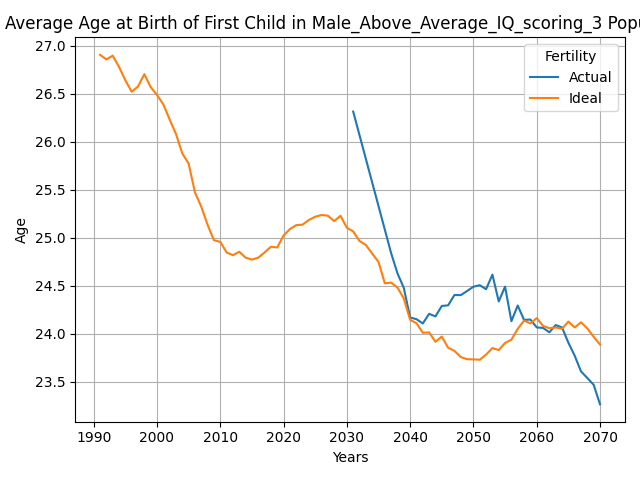 Average Age at Birth of First Child in Male_Above_Average_IQ_scoring_3
27.0
26.5
26.0
25.5
25.0
24.5
24.0
23.5
Age
Fertility
Actual
Ideal
1990 2000 2010 2020 2030 2040 2050 2060 2070
Years